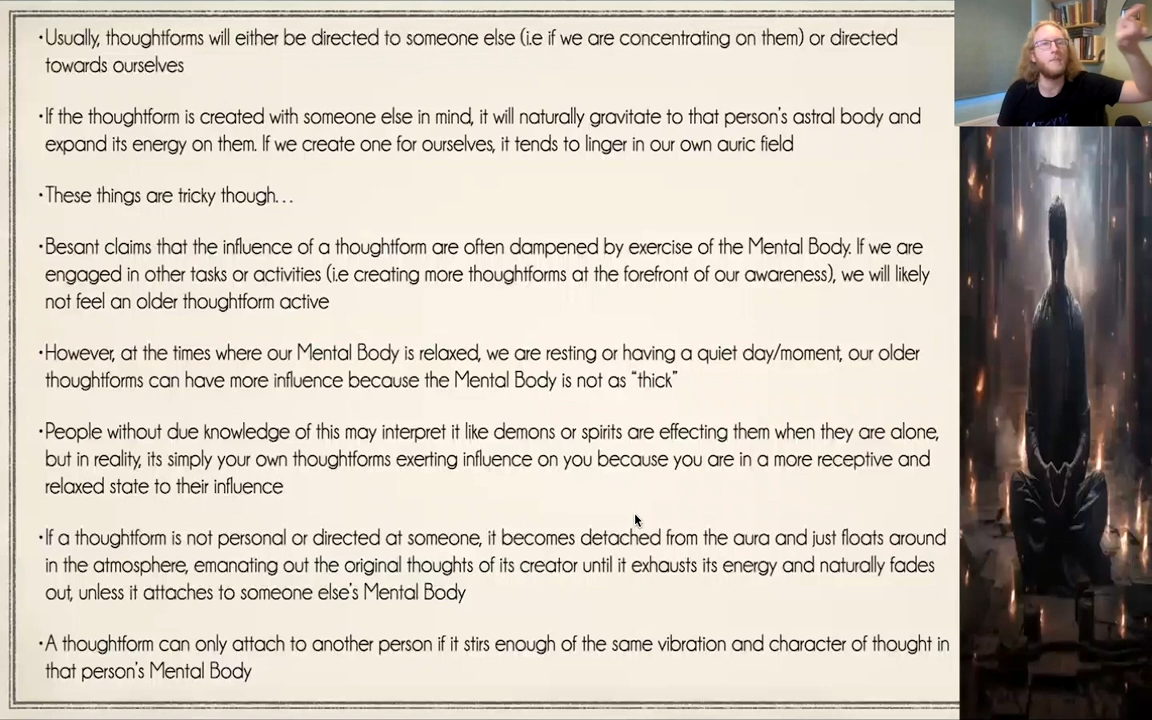 •Usually, thoughtforms will either be directed to someone else (i.e if we are concentrating on them) or directed
towards ourselves
•If the thoughtform is created with someone else in mind, it will naturally gravitate to that person's astral body and
expand its energy on them. If we create one for ourselves, it tends to linger in our own auric field
•These things are tricky though...
•Besant claims that the influence of a thoughtform are often dampened by exercise of the Mental Body. If we are
engaged in other tasks or activities (i.e creating more thoughtforms at the forefront of our awareness), we will likely
not feel an older thoughtform active
•However, at the times where our Mental Body is relaxed, we are resting or having a quiet day/moment, our older
thoughtforms can have more influence because the Mental Body is not as “thick”
•People without due knowledge of this may interpret it like demons or spirits are effecting them when they are alone,
but in reality, its simply your own thoughtforms exerting influence on you because you are in a more receptive and
relaxed state to their influence
•If a thoughtform is not personal or directed at someone, it becomes detached from the aura and just floats around
in the atmosphere, emanating out the original thoughts of its creator until it exhausts its energy and naturally fades
out, unless it attaches to someone else's Mental Body
•A thoughtform can only attach to another person if it stirs enough of the same vibration and character of thought in
that person's Mental Body